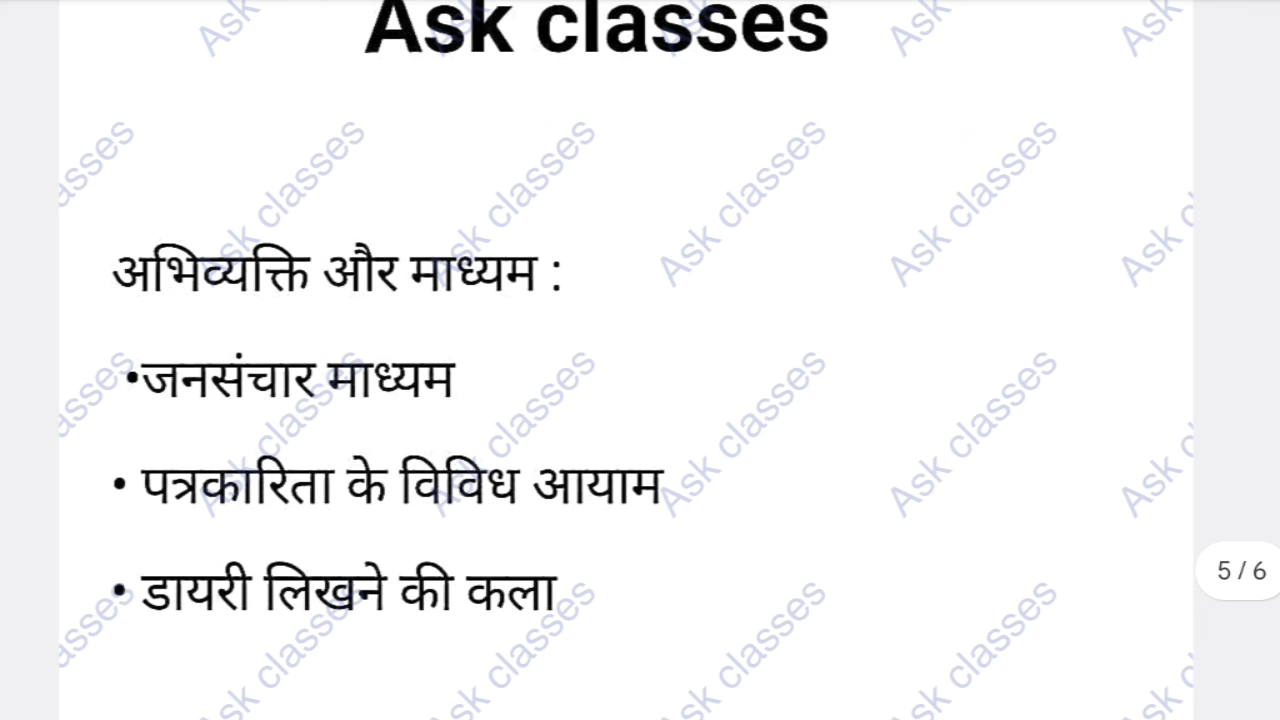 Ask classes
अभिव्यक्ति और माध्यम :
•जनसंचार माध्यम
• पत्रकारिता के विविध आयाम
• डायरी लिखने की कला
5 / 6